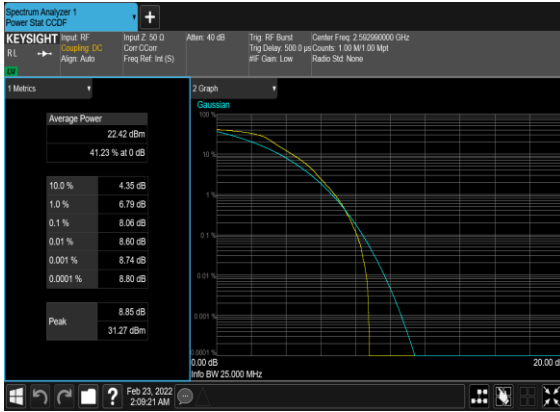 Spectrum Analyzer 1
Power Stat CCDF
KEYSIGHT Input: RF Input Z: 50 Ω Atten: 40 dB Trig: RF Burst Center Freq: 2.592990000 GHz
RL Coupling: DC Corr CCorr Trig Delay: 500.0 µs Counts: 1.00 M/1.00 Mpt
Align: Auto Freq Ref: Int (S) #IF Gain: Low Radio Std: None
1 Metrics
2 Graph
Average Power
22.42 dBm
41.23 % at 0 dB
10.0 % 4.35 dB
1.0 % 6.79 dB
0.1 % 8.06 dB
0.01 % 8.60 dB
0.001 % 8.74 dB
0.0001 % 8.80 dB
Peak 8.85 dB
31.27 dBm
Gaussian
100 %
10 %
1 %
0.1 %
0.01 %
0.001 %
0.0001 %
0.00 dB 20.00
Info BW 25.000 MHz
? Feb 23, 2022
2:09:21 AM